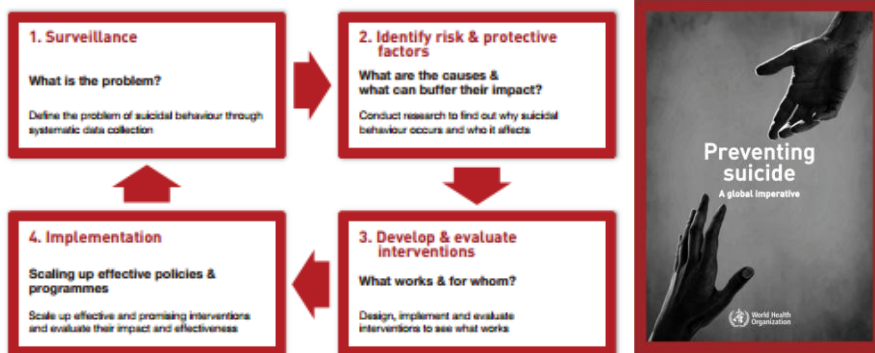 1. Surveillance
What is the problem?
Define the problem of suicidal behaviour through
systematic data collection
2. Identify risk & protective
factors
What are the causes &
what can buffer their impact?
Conduct research to find out why suicidal
behaviour occurs and who it affects
4. Implementation
Scaling up effective policies &
programmes
Scale up effective and promising interventions
and evaluate their impact and effectiveness
3. Develop & evaluate
interventions
What works & for whom?
Design, implement and evaluate
interventions to see what works
Preventing
suicide
A global imperative
World Health
Organization